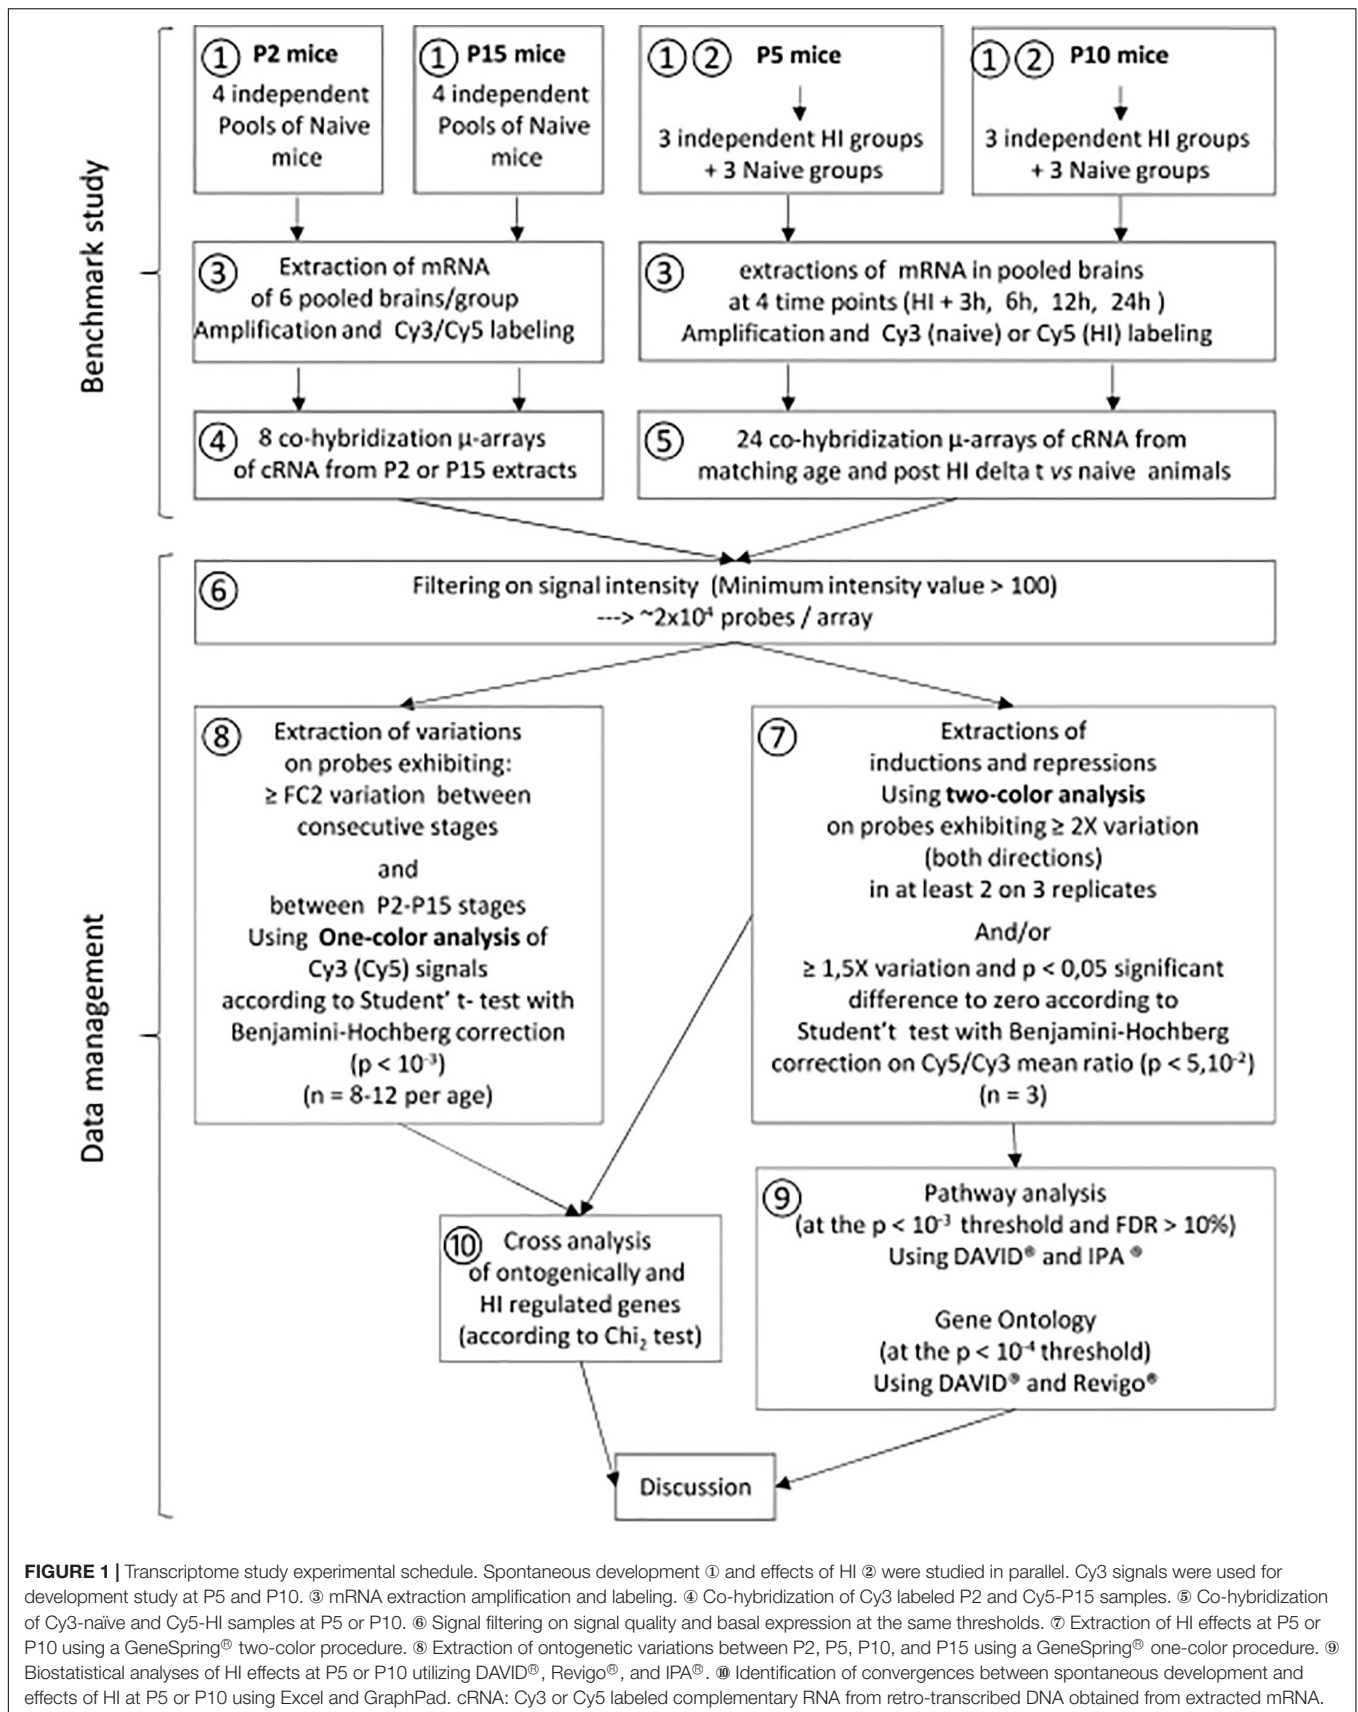 Benchmark study
① P2 mice
4 independent
Pools of Naive
mice
① P15 mice
4 independent
Pools of Naive
mice
① ② P5 mice
3 independent HI groups
+ 3 Naive groups
① ② P10 mice
3 independent HI groups
+ 3 Naive groups
③ Extraction of mRNA
of 6 pooled brains/group
Amplification and Cy3/Cy5 labeling
③ extractions of mRNA in pooled brains
at 4 time points (HI + 3h, 6h, 12h, 24h )
Amplification and Cy3 (naive) or Cy5 (HI) labeling
④ 8 co-hybridization µ-arrays
of cRNA from P2 or P15 extracts
⑤ 24 co-hybridization µ-arrays of cRNA from
matching age and post HI delta t vs naive animals
Data management
⑥ Filtering on signal intensity (Minimum intensity value > 100)
---> ~2x10⁴ probes / array
⑧ Extraction of variations
on probes exhibiting:
≥ FC2 variation between
consecutive stages
and
between P2-P15 stages
Using One-color analysis of
Cy3 (Cy5) signals
according to Student' t- test with
Benjamini-Hochberg correction
(p < 10⁻³)
(n = 8-12 per age)
⑦ Extractions of
inductions and repressions
Using two-color analysis
on probes exhibiting ≥ 2X variation
(both directions)
in at least 2 on 3 replicates
And/or
≥ 1,5X variation and p < 0,05 significant
difference to zero according to
Student't test with Benjamini-Hochberg
correction on Cy5/Cy3 mean ratio (p < 5,10⁻²)
(n = 3)
⑨ Pathway analysis
(at the p < 10⁻³ threshold and FDR > 10%)
Using DAVID® and IPA ®
Gene Ontology
(at the p < 10⁻⁴ threshold)
Using DAVID® and Revigo®
⑩ Cross analysis
of ontogenically and
HI regulated genes
(according to Chi₂ test)
Discussion
FIGURE 1 | Transcriptome study experimental schedule. Spontaneous development ① and effects of HI ② were studied in parallel. Cy3 signals were used for
development study at P5 and P10. ③ mRNA extraction amplification and labeling. ④ Co-hybridization of Cy3 labeled P2 and Cy5-P15 samples. ⑤ Co-hybridization
of Cy3-naïve and Cy5-HI samples at P5 or P10. ⑥ Signal filtering on signal quality and basal expression at the same thresholds. ⑦ Extraction of HI effects at P5 or
P10 using a GeneSpring® two-color procedure. ⑧ Extraction of ontogenetic variations between P2, P5, P10, and P15 using a GeneSpring® one-color procedure. ⑨
Biostatistical analyses of HI effects at P5 or P10 utilizing DAVID®, Revigo®, and IPA®. ⑩ Identification of convergences between spontaneous development and
effects of HI at P5 or P10 using Excel and GraphPad. cRNA: Cy3 or Cy5 labeled complementary RNA from retro-transcribed DNA obtained from extracted mRNA.